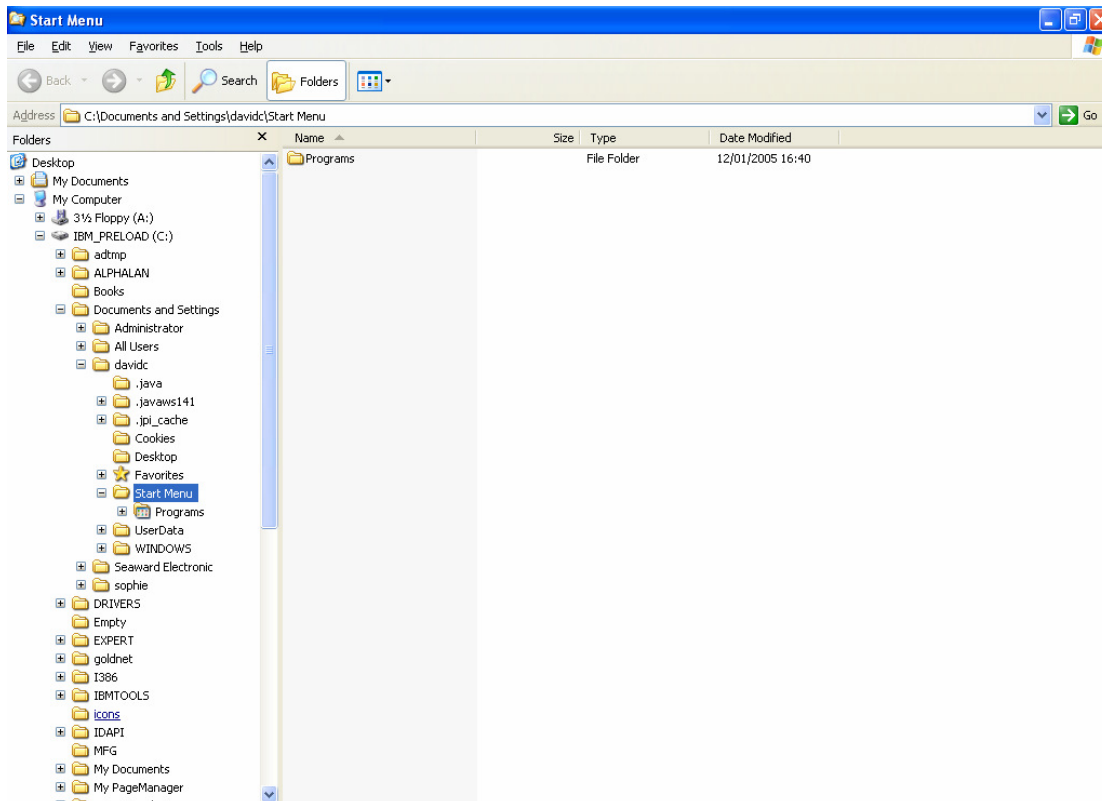 Start Menu
File Edit View Favorites Tools Help
Back Search Folders
Address C:\Documents and Settings\davidc\Start Menu Go
Folders Name Size Type Date Modified
Desktop
Programs File Folder 12/01/2005 16:40
My Documents
My Computer
3½ Floppy (A:)
IBM_PRELOAD (C:)
adtmp
ALPHALAN
Books
Documents and Settings
Administrator
All Users
davidc
.java
.javaws141
.jpi_cache
Cookies
Desktop
Favorites
Start Menu
Programs
UserData
WINDOWS
Seaward Electronic
sophie
DRIVERS
Empty
EXPERT
goldnet
I386
IBMTOOLS
icons
IDAPI
MFG
My Documents
My PageManager